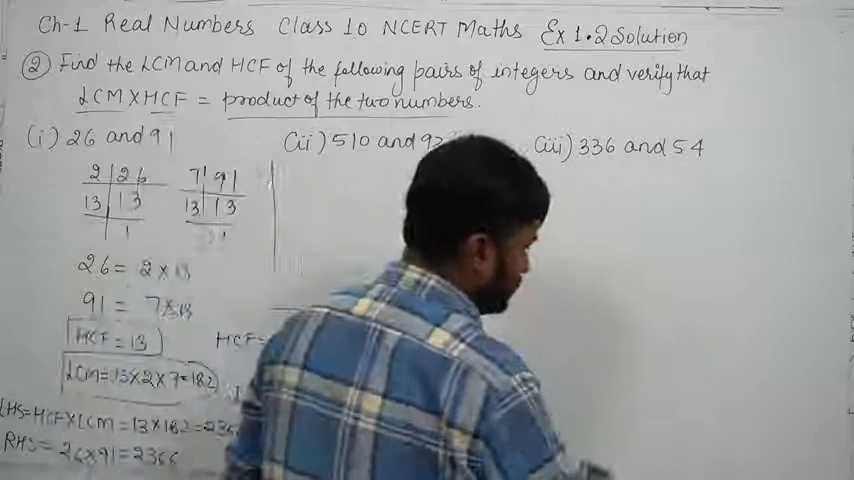 Ch-1 Real Numbers Class 10 NCERT Maths Ex 1.2 Solution
② Find the LCM and HCF of the following pairs of integers and verify that
LCM X HCF = product of the two numbers.
(i) 26 and 91
2 | 26
13 | 13
1
7 | 91
13 | 13
1
26 = 2 x 13
91 = 7 x 13
HCF = 13
LCM = 13 X 2 X 7 = 182
LHS = HCF X LCM = 13 X 182 =
RHS = 26 x 91 = 2366
(ii) 510 and
HCF =
(iii) 336 and 54